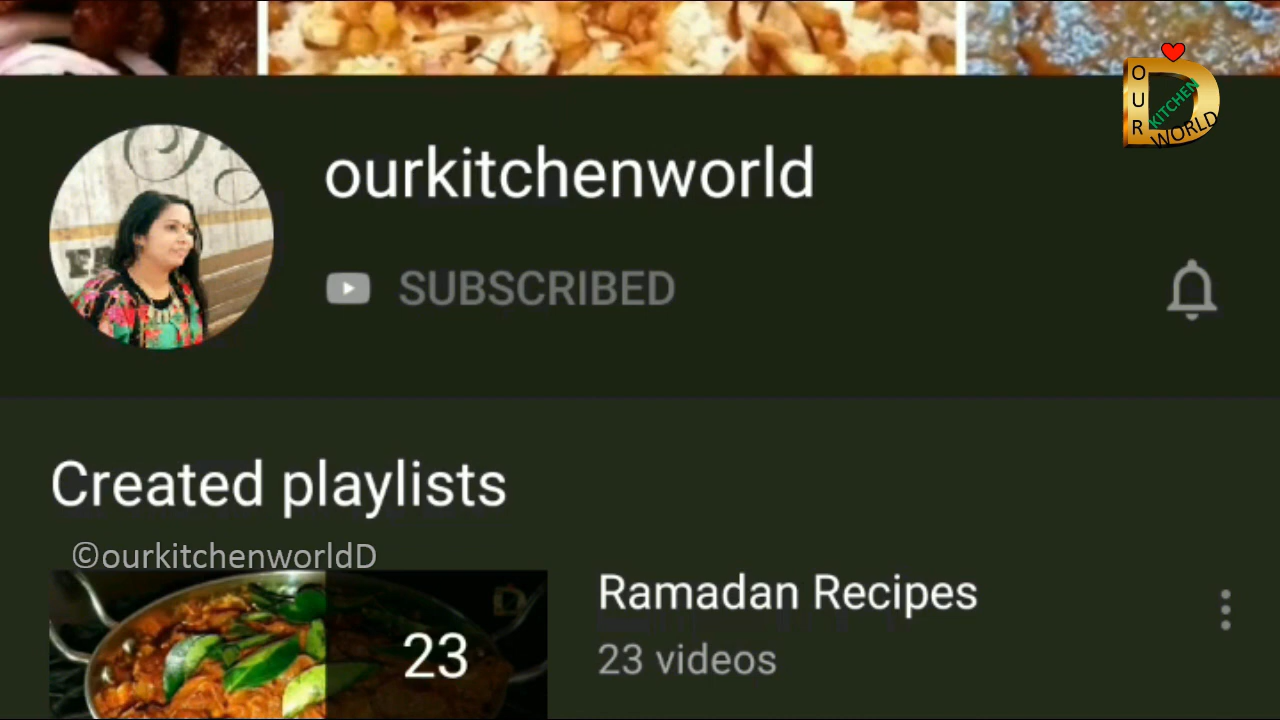 OUR
KITCHEN
WORLD
ourkitchenworld
SUBSCRIBED
Created playlists
©ourkitchenworldD
Ramadan Recipes
23
23 videos